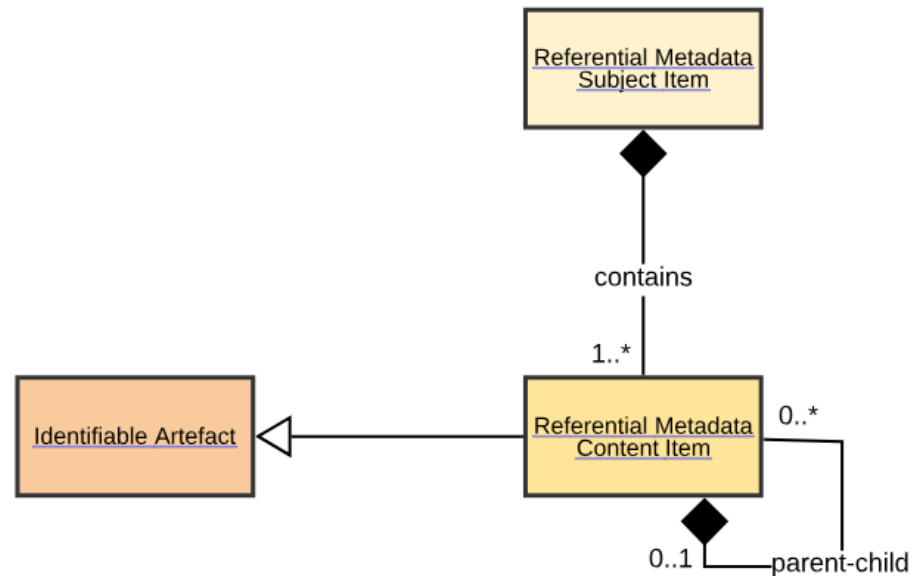 Referential Metadata
Subject Item
contains
1..*
Identifiable Artefact
Referential Metadata
Content Item
0..*
0..1
parent-child